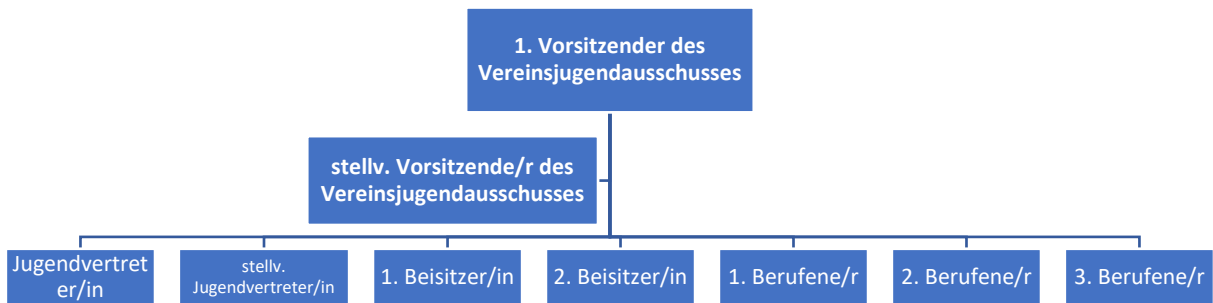 1. Vorsitzender des
Vereinsjugendausschusses
stellv. Vorsitzende/r des
Vereinsjugendausschusses
Jugendvertret
er/in
stellv.
Jugendvertreter/in
1. Beisitzer/in
2. Beisitzer/in
1. Berufene/r
2. Berufene/r
3. Berufene/r